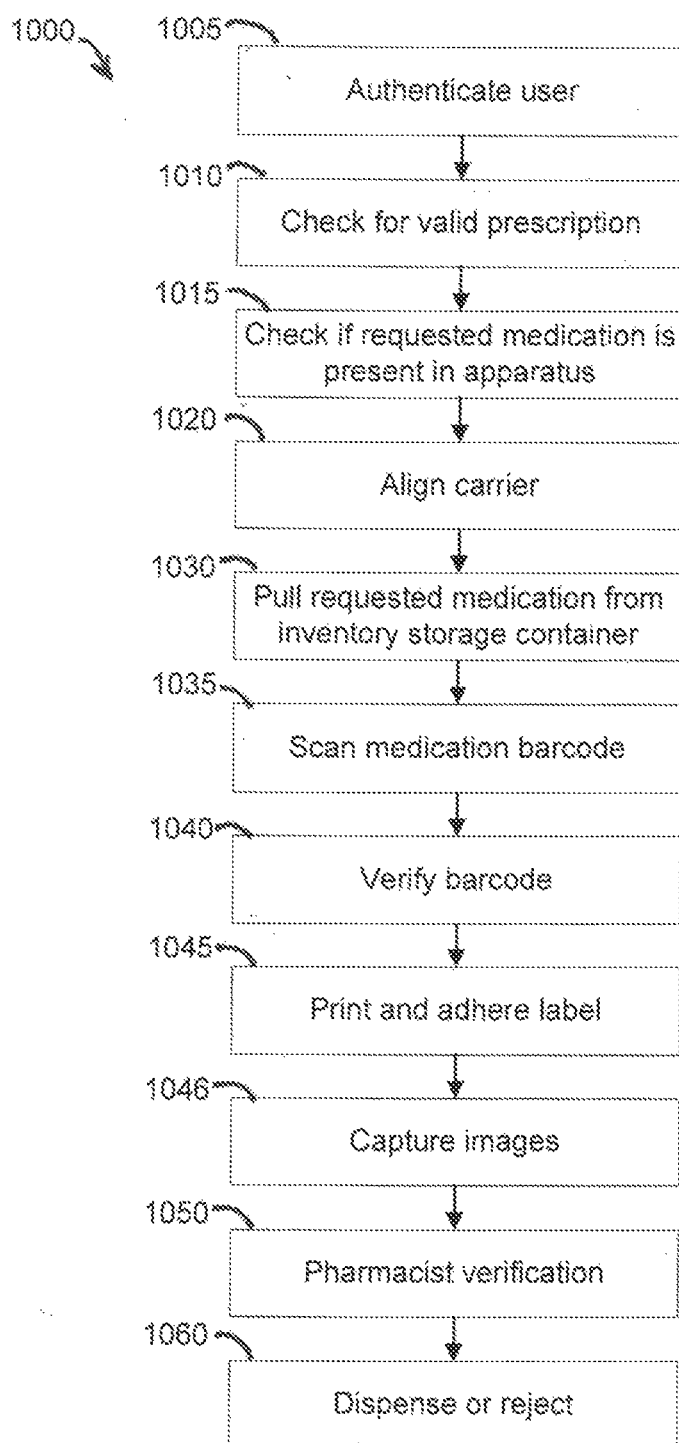 1000
1005
Authenticate user
1010
Check for valid prescription
1015
Check if requested medication is
present in apparatus
1020
Align carrier
1030
Pull requested medication from
inventory storage container
1035
Scan medication barcode
1040
Verify barcode
1045
Print and adhere label
1046
Capture images
1050
Pharmacist verification
1060
Dispense or reject